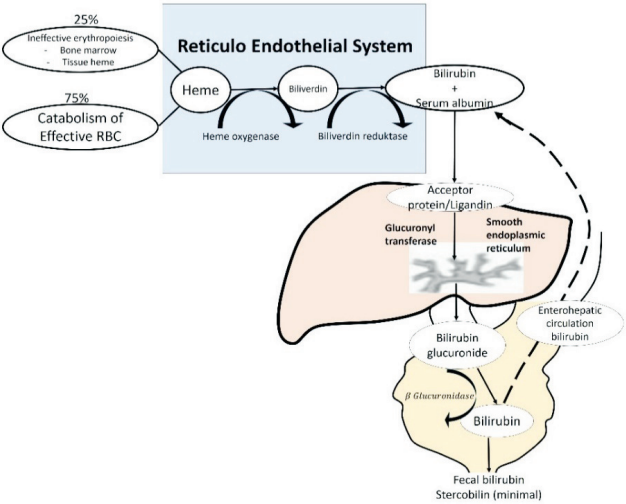 25%
Ineffective erythropoiesis
- Bone marrow
- Tissue heme
75%
Catabolism of
Effective RBC
Reticulo Endothelial System
Heme
Biliverdin
Bilirubin
+
Serum albumin
Heme oxygenase
Biliverdin reduktase
Acceptor
protein/Ligandin
Glucuronyl
transferase
Smooth
endoplasmic
reticulum
Enterohepatic
circulation
bilirubin
Bilirubin
glucuronide
β Glucuronidase
Bilirubin
Fecal bilirubin
Stercobilin (minimal)